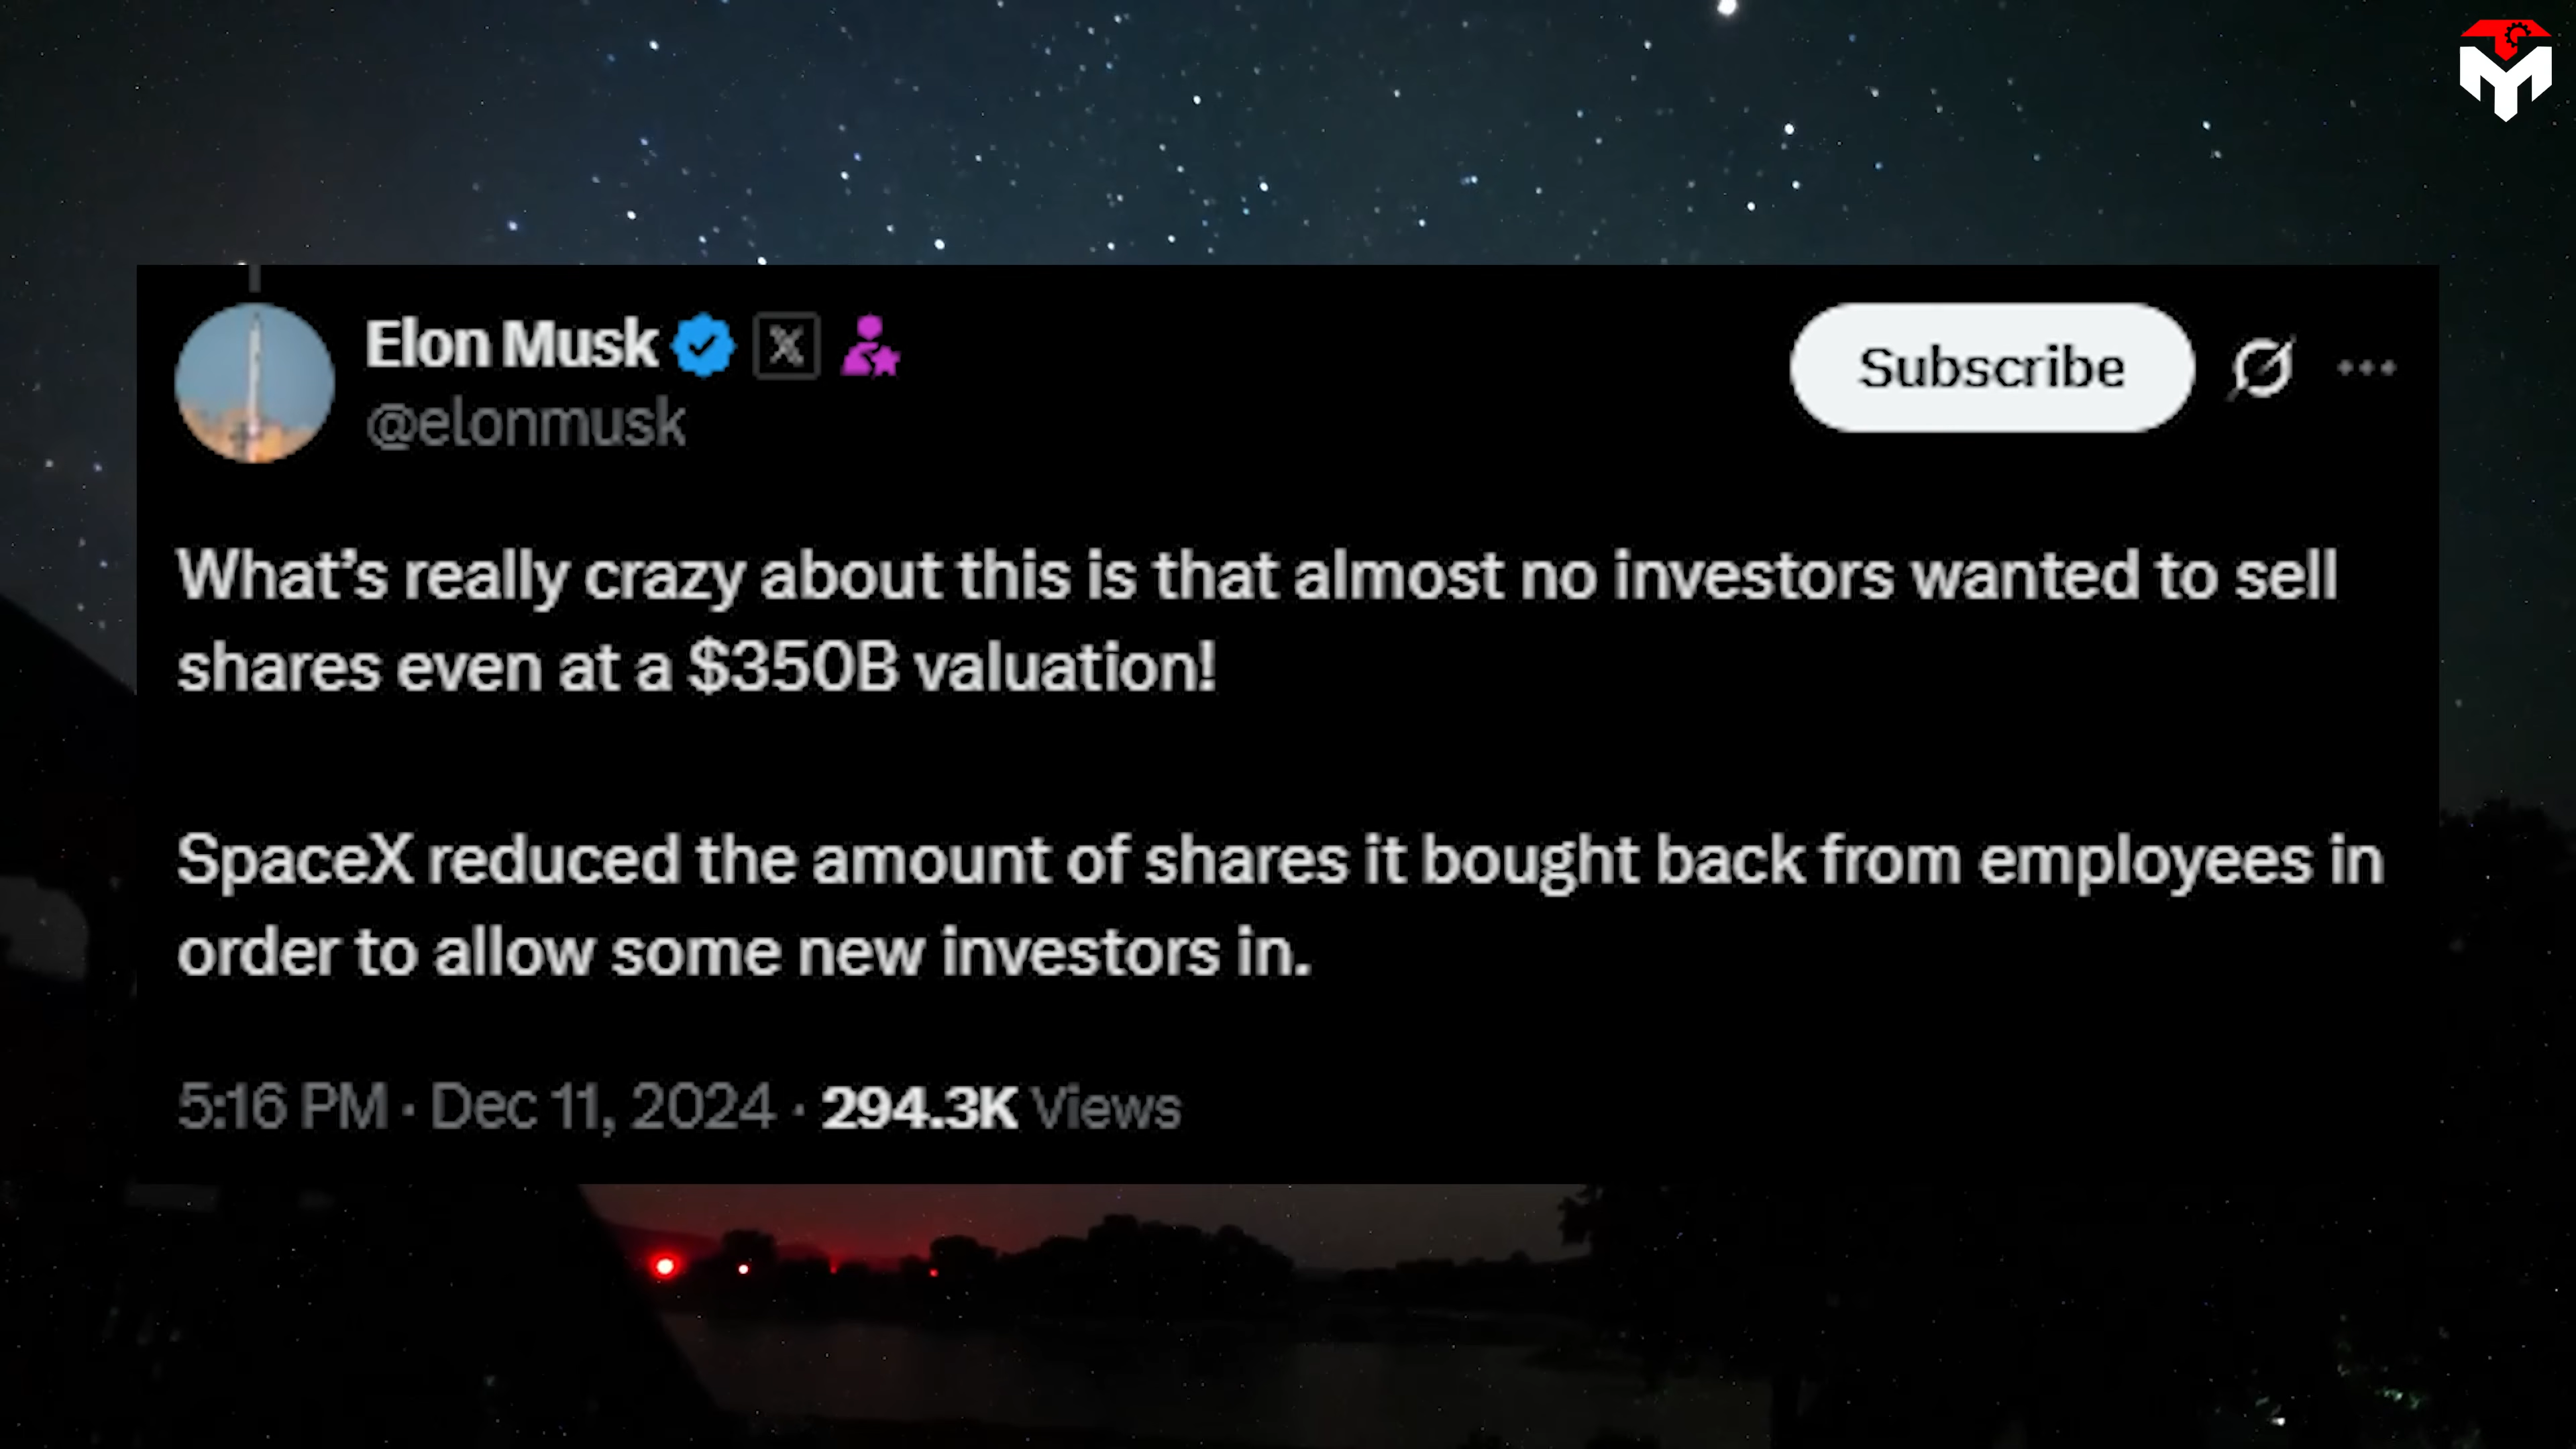 Elon Musk
Subscribe
@elonmusk
What’s really crazy about this is that almost no investors wanted to sell
shares even at a $350B valuation!
SpaceX reduced the amount of shares it bought back from employees in
order to allow some new investors in.
5:16 PM · Dec 11, 2024 · 294.3K Views